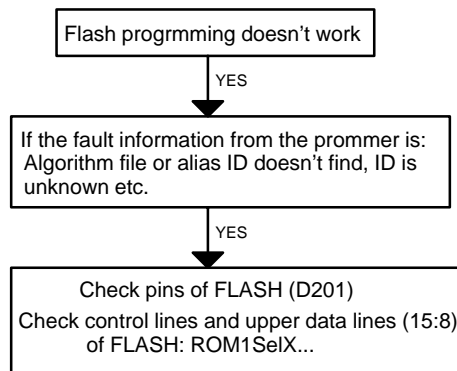 Flash progrmming doesn't work
YES
If the fault information from the prommer is:
Algorithm file or alias ID doesn't find, ID is
unknown etc.
YES
Check pins of FLASH (D201)
Check control lines and upper data lines (15:8)
of FLASH: ROM1SelX...